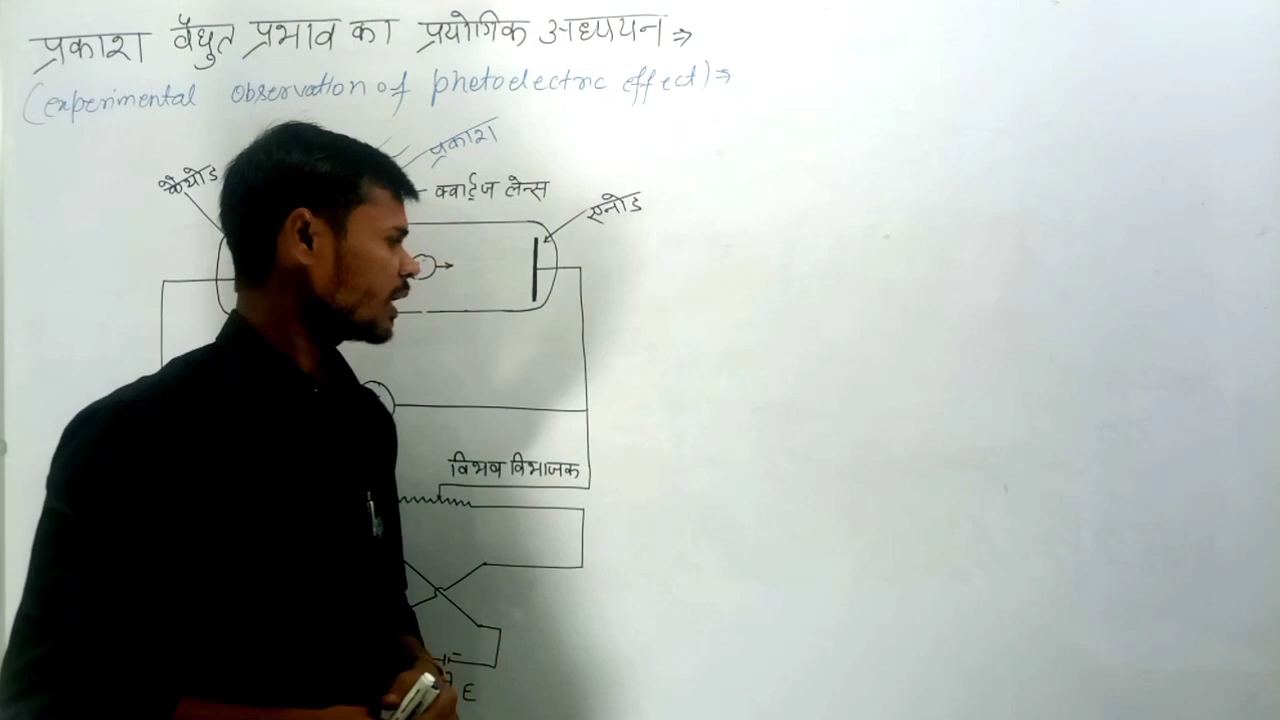 प्रकाश वैधुत प्रभाव का प्रयोगिक अध्ययन ⇒
(experimental observation of photoelectric effect) ⇒
प्रकाश
कैथोड
क्वार्ट्ज लेन्स
एनोड
-
विभव विभाजक
E